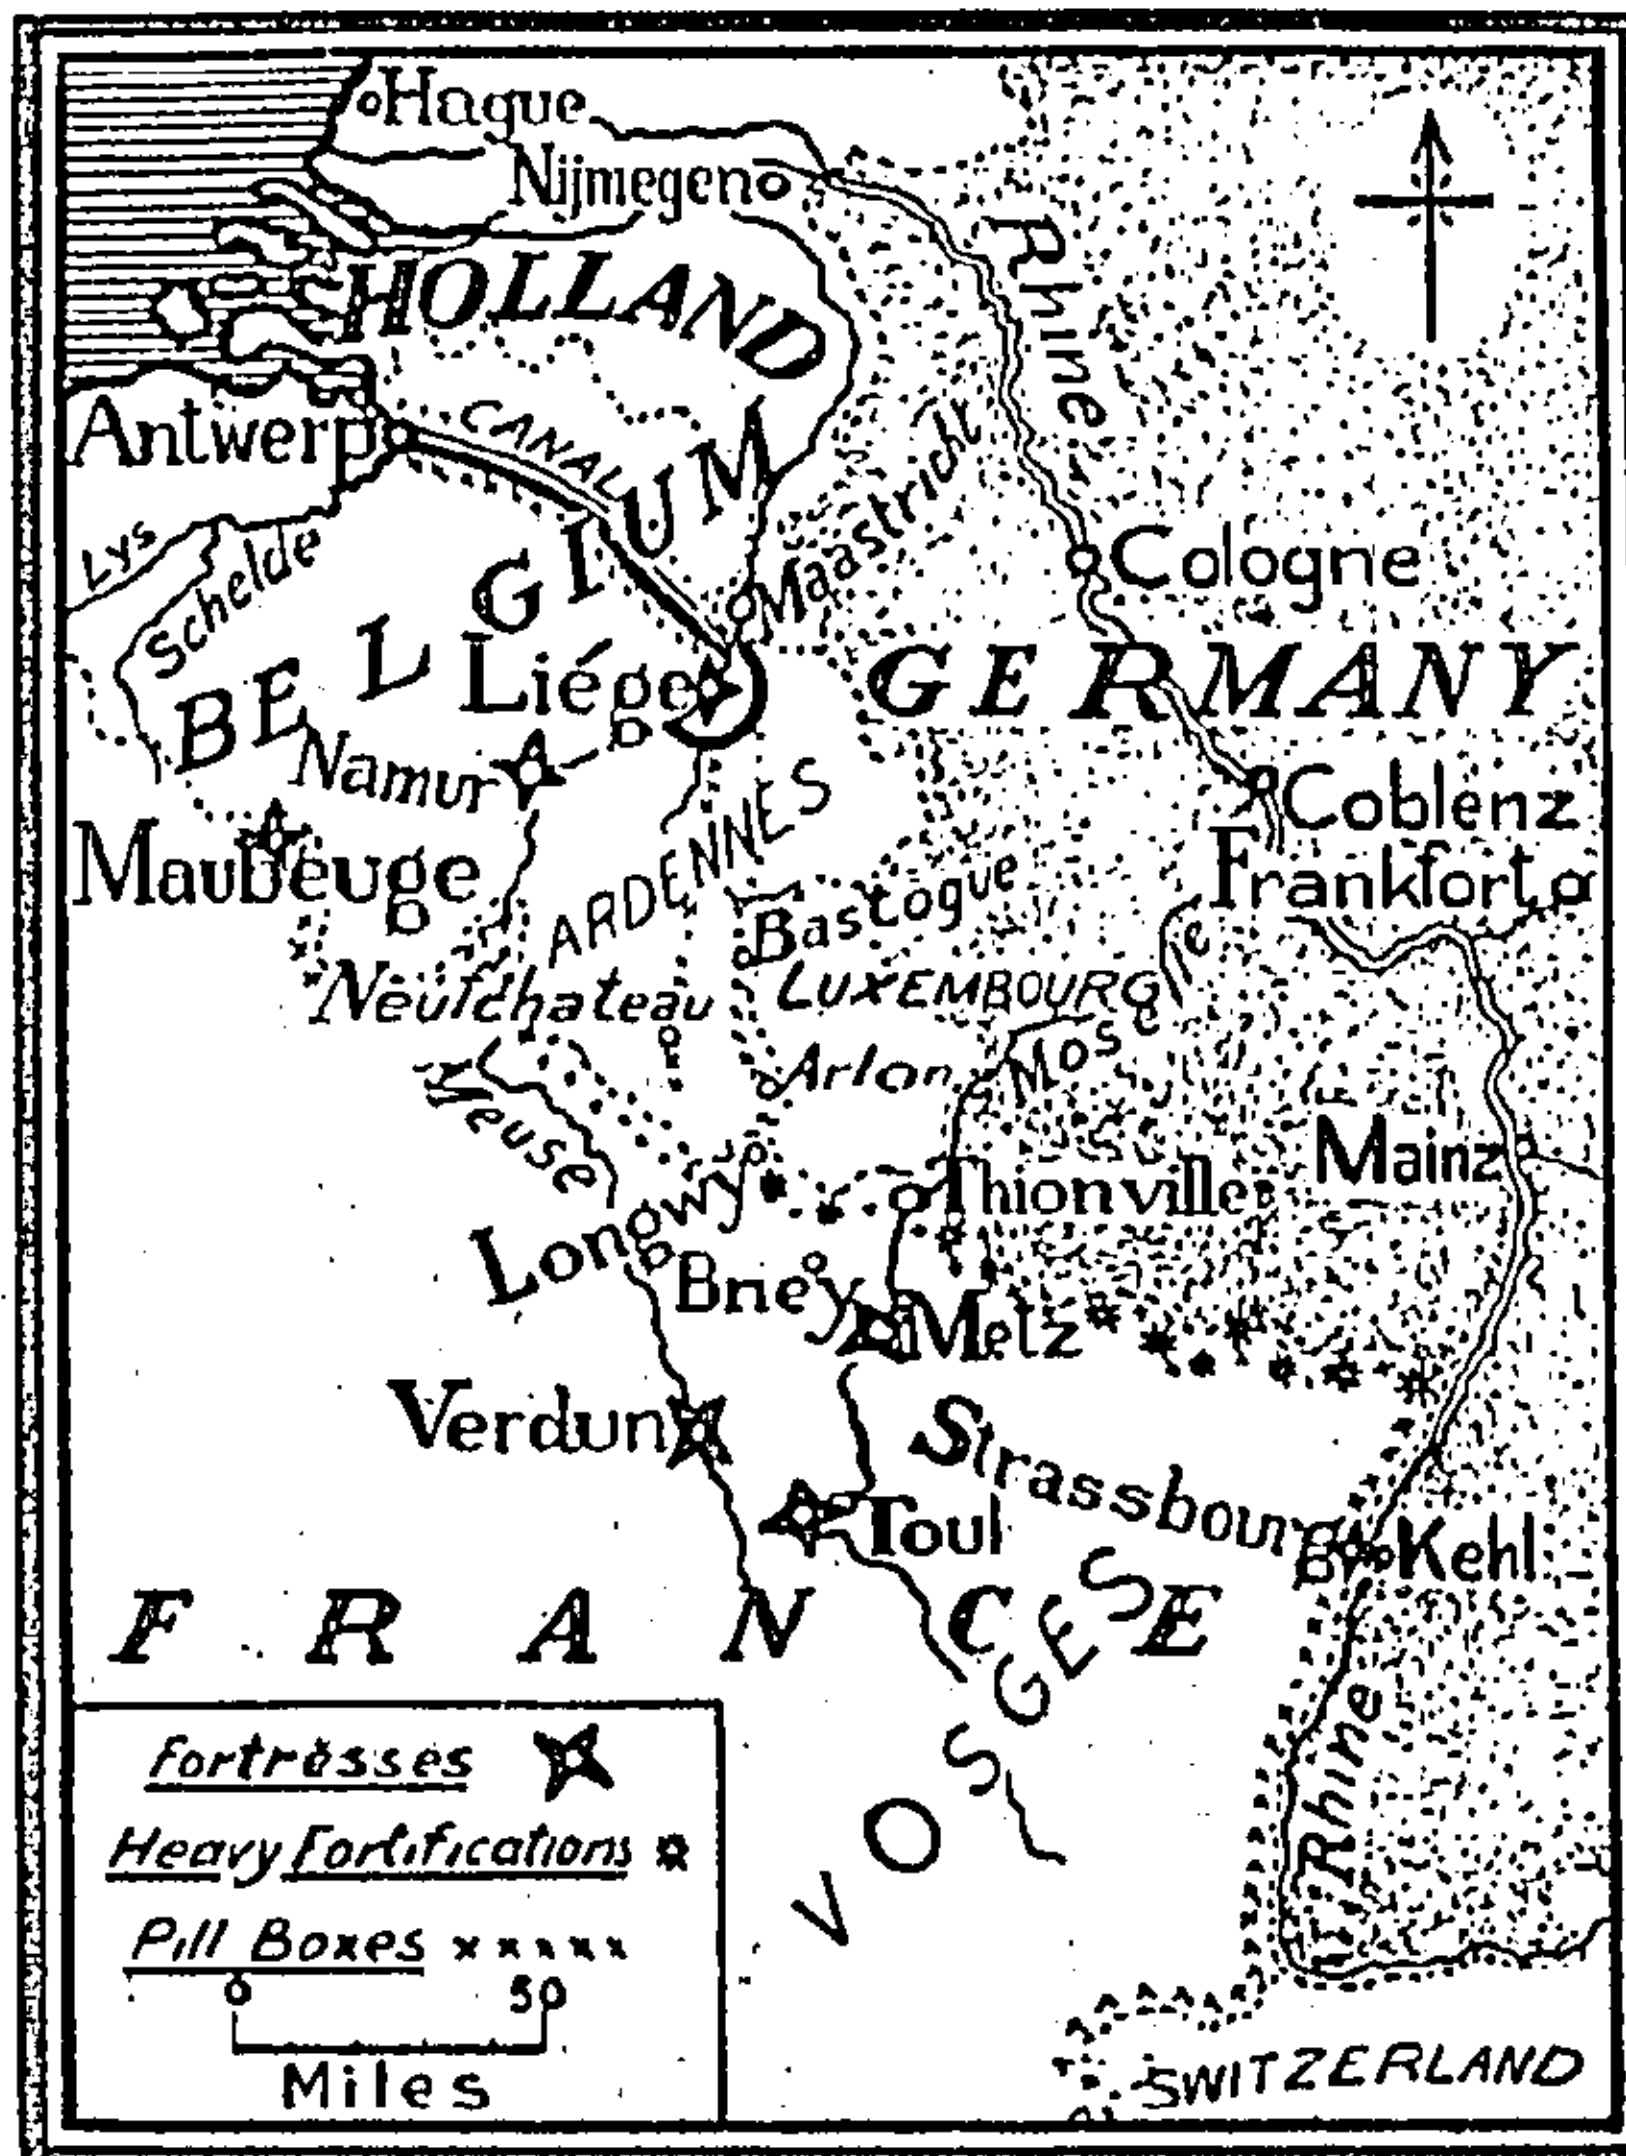 Hague
Nijmegen
Rhine
HOLLAND
Antwerp
CANAL
Maastricht
Lys
Schelde
Cologne
BELGIUM
Liége
GERMANY
Namur
Coblenz
Maubeuge
ARDENNES
Frankfort
Bastogue
Neufchateau
LUXEMBOURG
Moselle
Arlon
Meuse
Mainz
Thionville
Longwy
Briey
Metz
Verdun
Strassbourg
Toul
Kehl
FRANCE
VOSGES
Rhine
Fortresses
Heavy Fortifications
Pill Boxes
0 50
Miles
SWITZERLAND